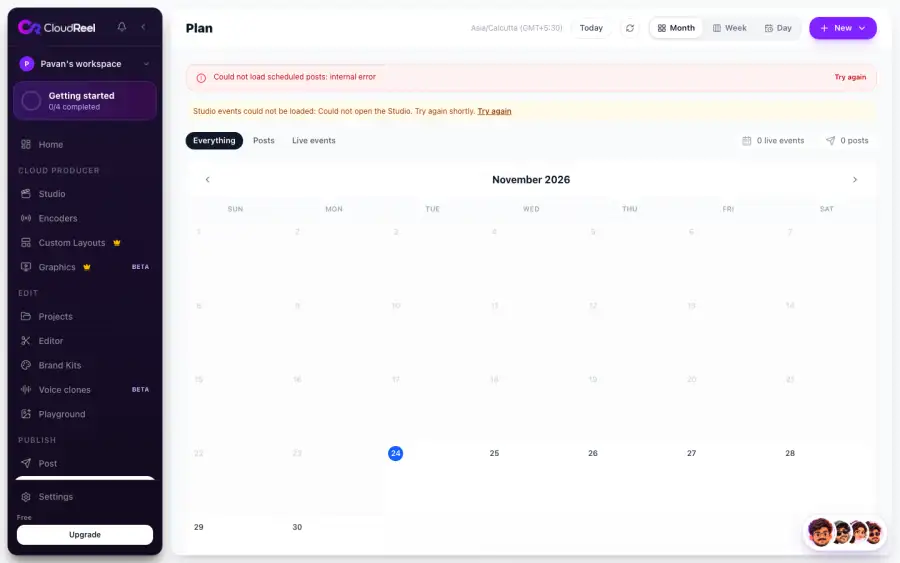 CloudReel
P Pavan's workspace
Getting started
0/4 completed
Home
CLOUD PRODUCER
Studio
Encoders
Custom Layouts
Graphics BETA
EDIT
Projects
Editor
Brand Kits
Voice clones BETA
Playground
PUBLISH
Post
Settings
Free
Upgrade
Plan
Asia/Calcutta (GMT+5:30) Today Month Week Day + New
Could not load scheduled posts: internal error Try again
Studio events could not be loaded: Could not open the Studio. Try again shortly. Try again
Everything Posts Live events 0 live events 0 posts
November 2026
SUN MON TUE WED THU FRI SAT
1 2 3 4 5 6 7
8 9 10 11 12 13 14
15 16 17 18 19 20 21
22 23 24 25 26 27 28
29 30